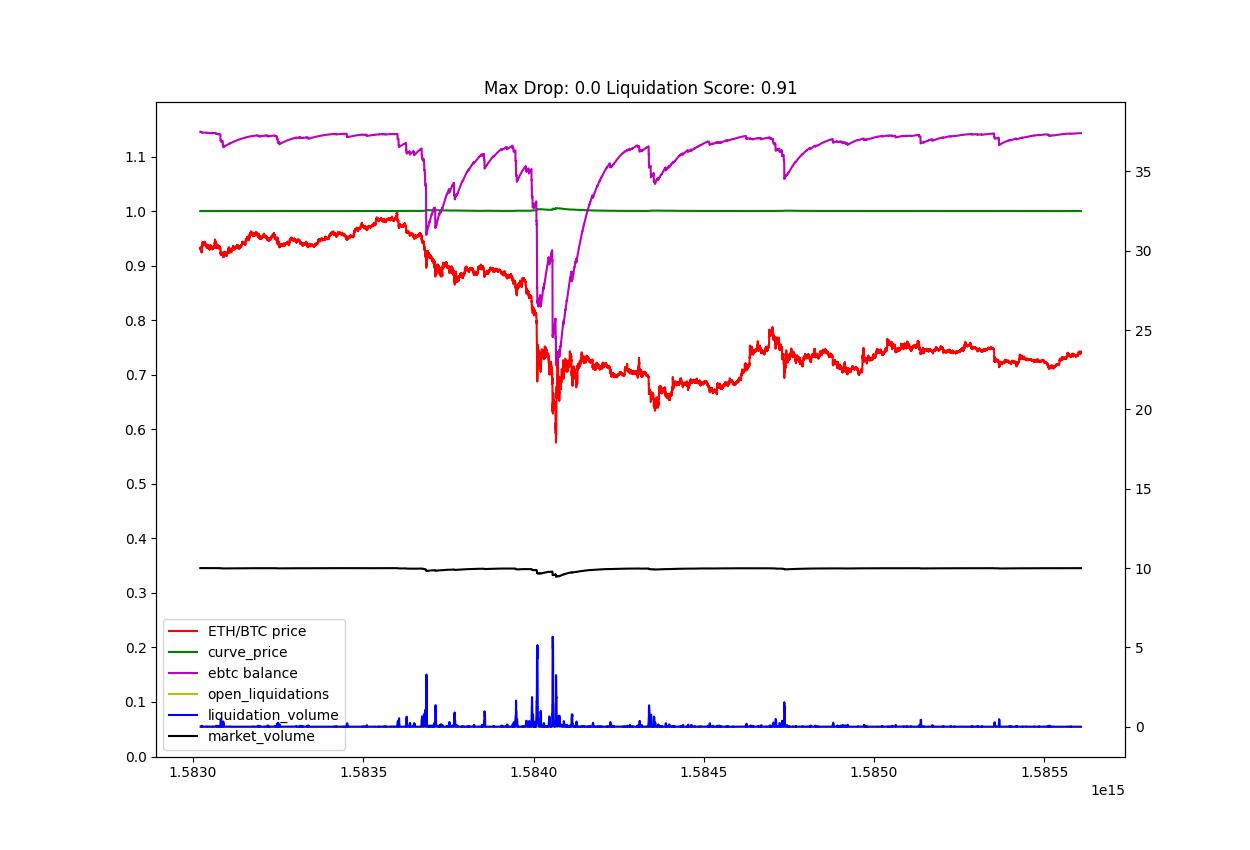 Max Drop: 0.0 Liquidation Score: 0.91
1.1
1.0
0.9
0.8
0.7
0.6
0.5
0.4
0.3
0.2
0.1
0.0
35
30
25
20
15
10
5
0
ETH/BTC price
curve_price
ebtc balance
open_liquidations
liquidation_volume
market_volume
1.5830 1.5835 1.5840 1.5845 1.5850 1.5855
1e15